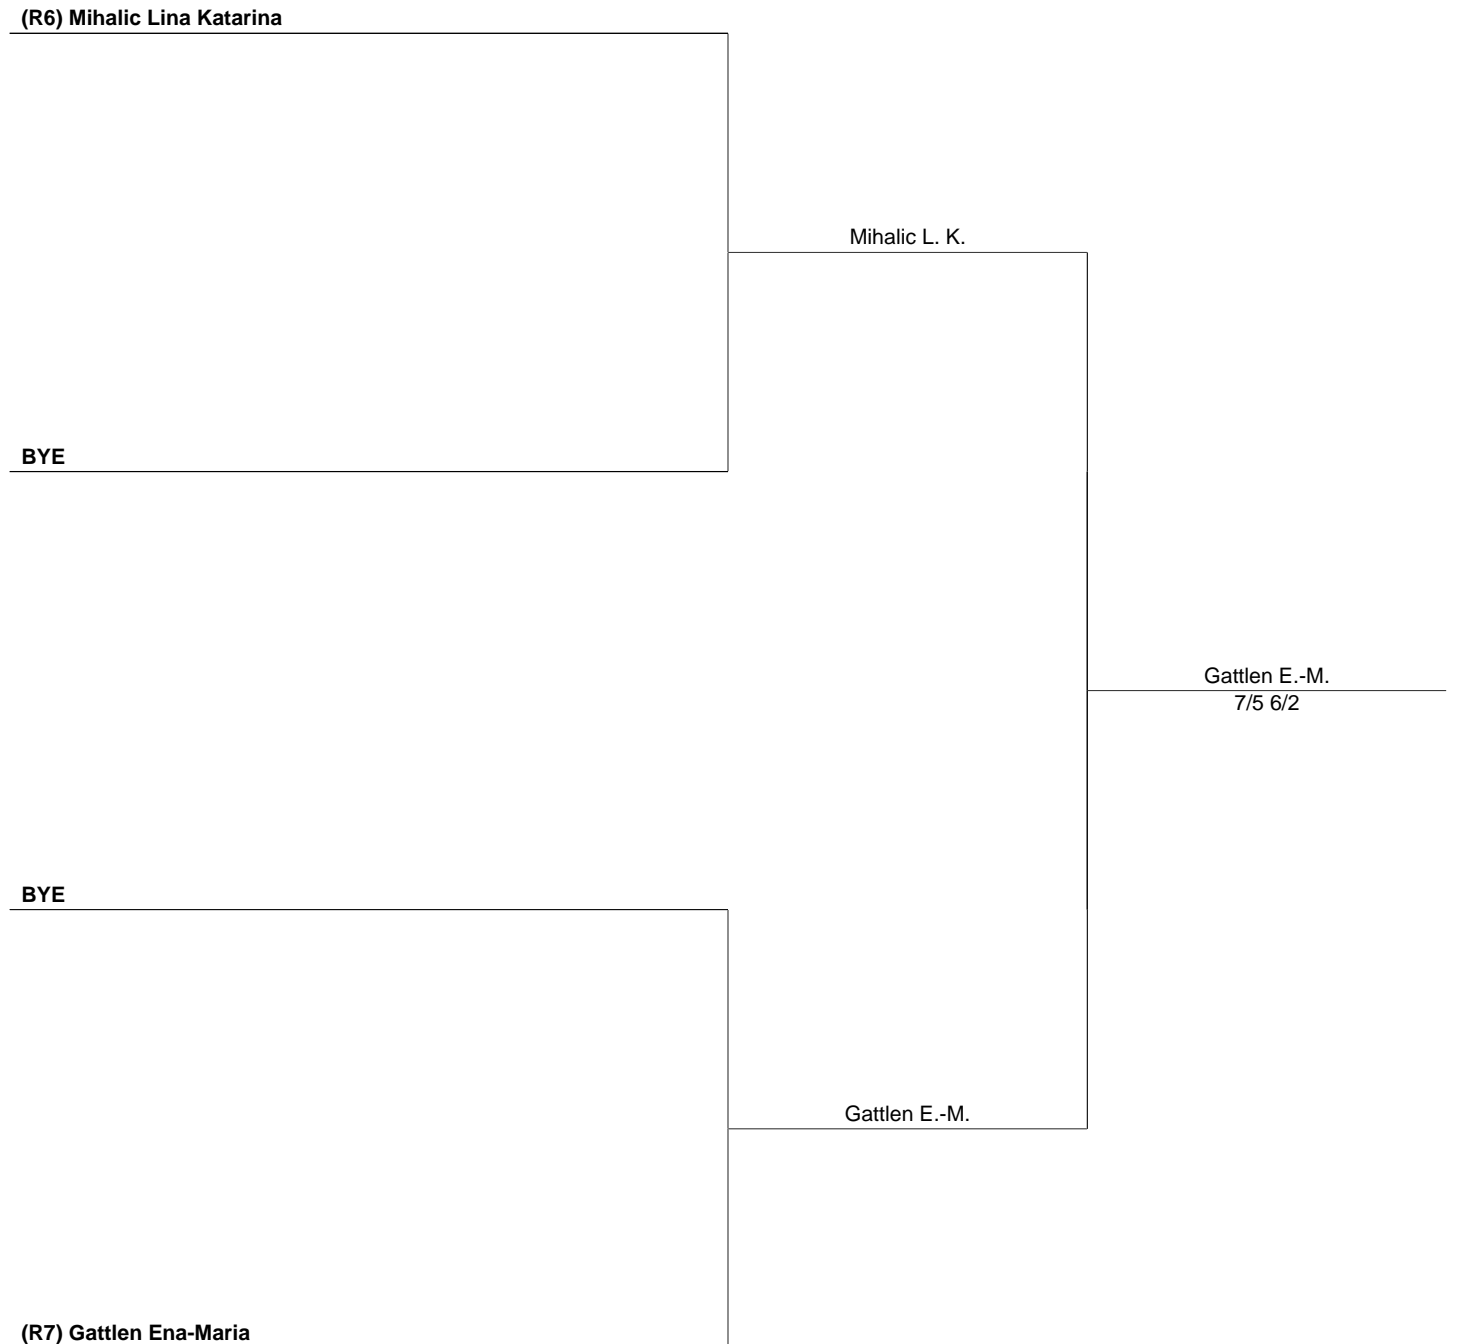 (R6) Mihalic Lina Katarina
Mihalic L. K.
BYE
Gattlen E.-M.
7/5 6/2
BYE
Gattlen E.-M.
(R7) Gattlen Ena-Maria